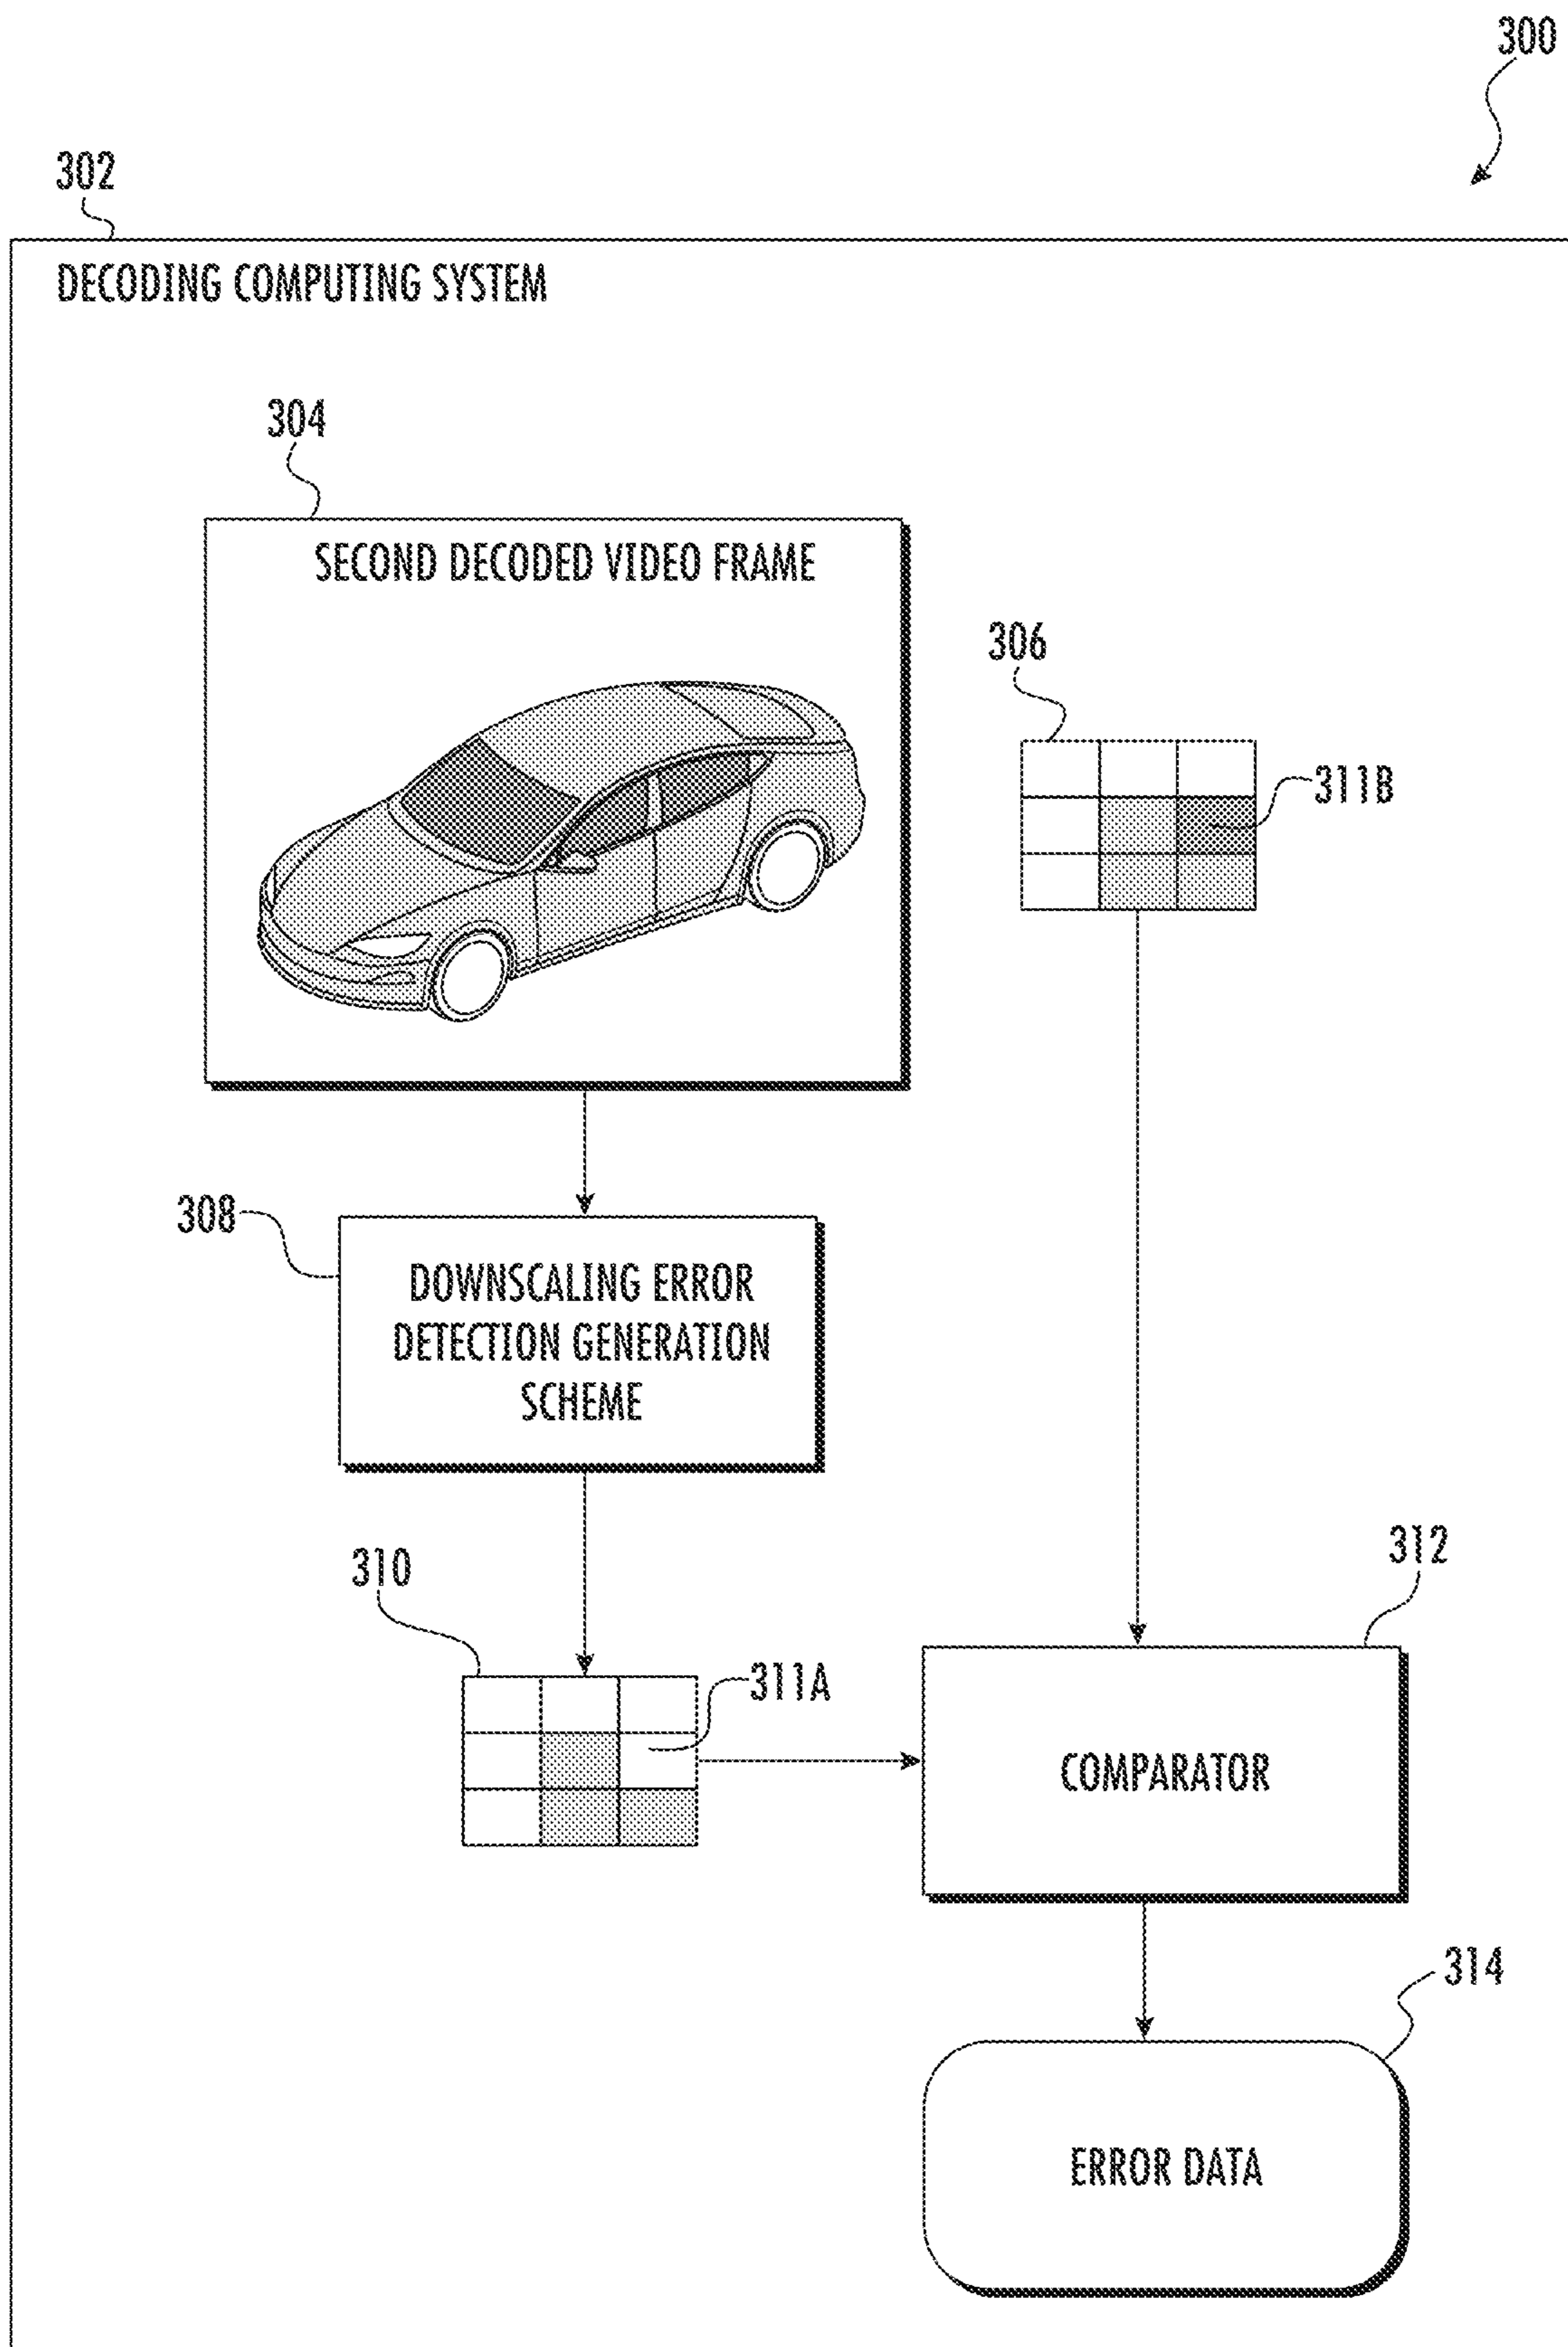 300
302
DECODING COMPUTING SYSTEM
304
SECOND DECODED VIDEO FRAME
306
311B
308
DOWNSCALING ERROR
DETECTION GENERATION
SCHEME
310
311A
312
COMPARATOR
314
ERROR DATA